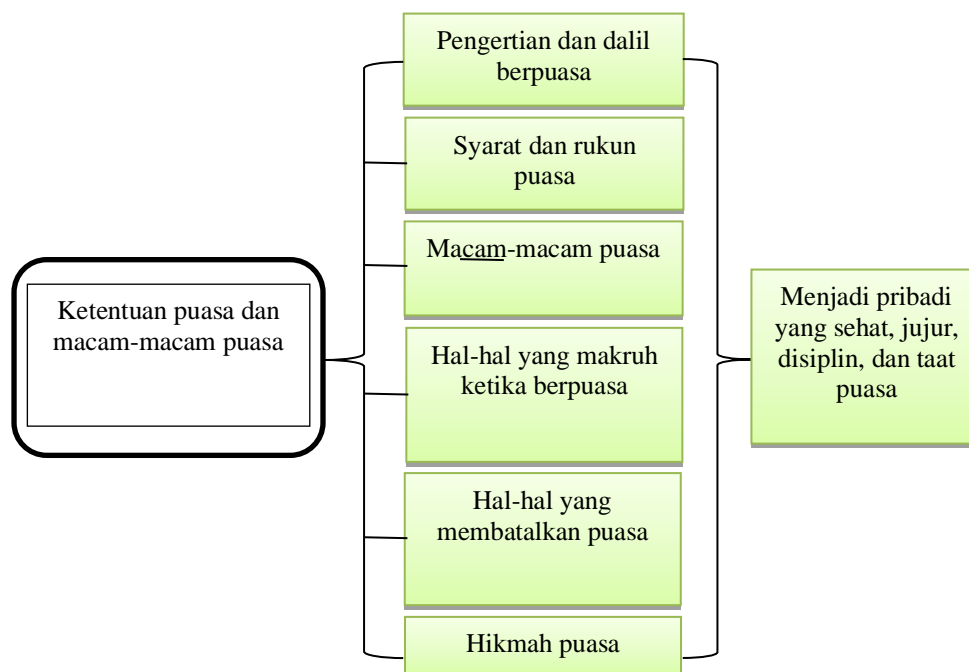 Ketentuan puasa dan
macam-macam puasa
Pengertian dan dalil
berpuasa
Syarat dan rukun
puasa
Macam-macam puasa
Hal-hal yang makruh
ketika berpuasa
Hal-hal yang
membatalkan puasa
Hikmah puasa
Menjadi pribadi
yang sehat, jujur,
disiplin, dan taat
puasa